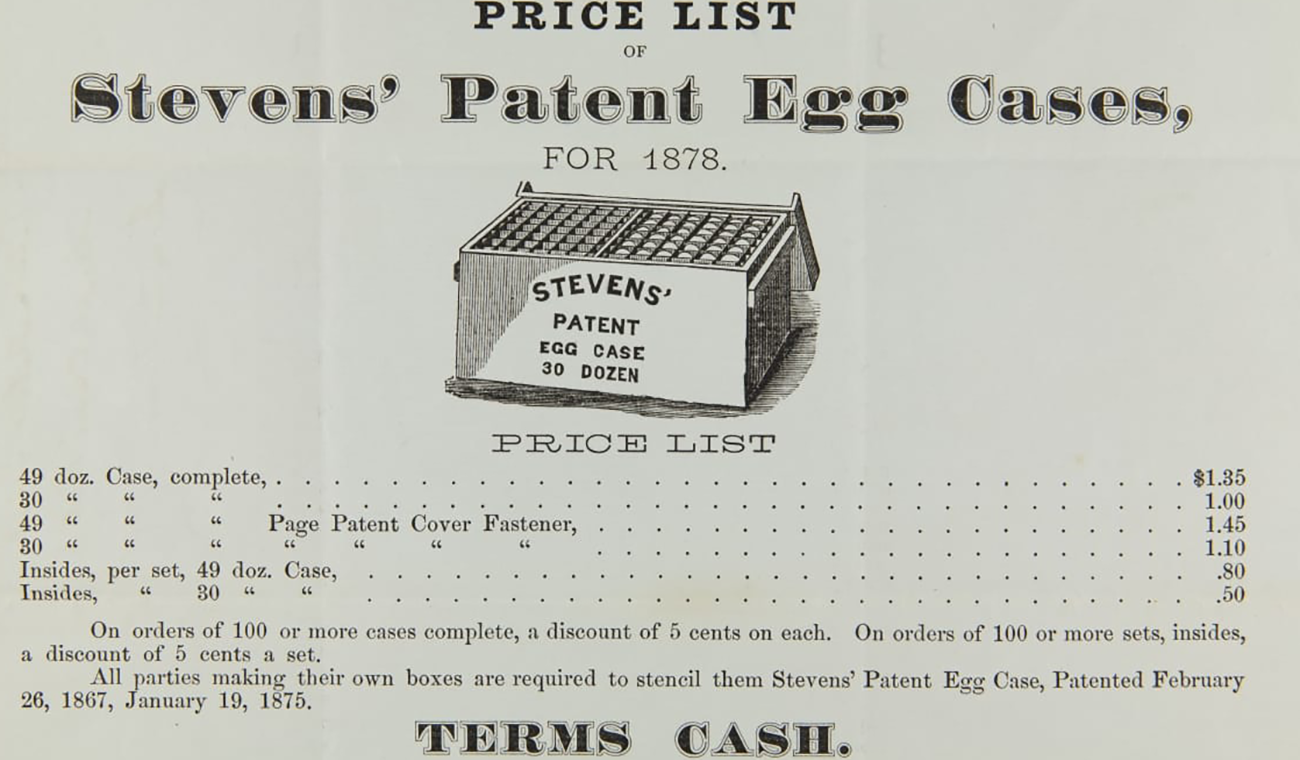 PRICE LIST
OF
Stevens' Patent Egg Cases,
FOR 1878.
STEVENS'
PATENT
EGG CASE
30 DOZEN
PRICE LIST
49 doz. Case, complete, . . . . . . . . . . . . . . . . . . . . . . . . . . . . . . . . $1.35
30 “ “ “ . . . . . . . . . . . . . . . . . . . . . . . . . . . . . . . . 1.00
49 “ “ “ Page Patent Cover Fastener, . . . . . . . . . . . . . . . . . . . . . 1.45
30 “ “ “ “ “ “ “ . . . . . . . . . . . . . . . . . . . . . 1.10
Insides, per set, 49 doz. Case, . . . . . . . . . . . . . . . . . . . . . . . . . . . . . .80
Insides, “ 30 “ “ . . . . . . . . . . . . . . . . . . . . . . . . . . . . . .50
On orders of 100 or more cases complete, a discount of 5 cents on each. On orders of 100 or more sets, insides,
a discount of 5 cents a set.
All parties making their own boxes are required to stencil them Stevens' Patent Egg Case, Patented February
26, 1867, January 19, 1875.
TERMS CASH.